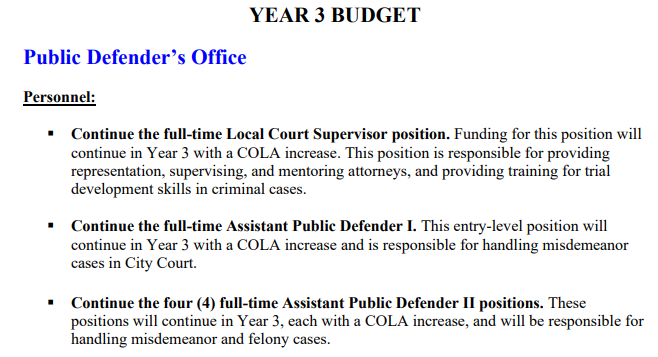 YEAR 3 BUDGET
Public Defender’s Office
Personnel:
▪ Continue the full-time Local Court Supervisor position. Funding for this position will
continue in Year 3 with a COLA increase. This position is responsible for providing
representation, supervising, and mentoring attorneys, and providing training for trial
development skills in criminal cases.
▪ Continue the full-time Assistant Public Defender I. This entry-level position will
continue in Year 3 with a COLA increase and is responsible for handling misdemeanor
cases in City Court.
▪ Continue the four (4) full-time Assistant Public Defender II positions. These
positions will continue in Year 3, each with a COLA increase, and will be responsible for
handling misdemeanor and felony cases.